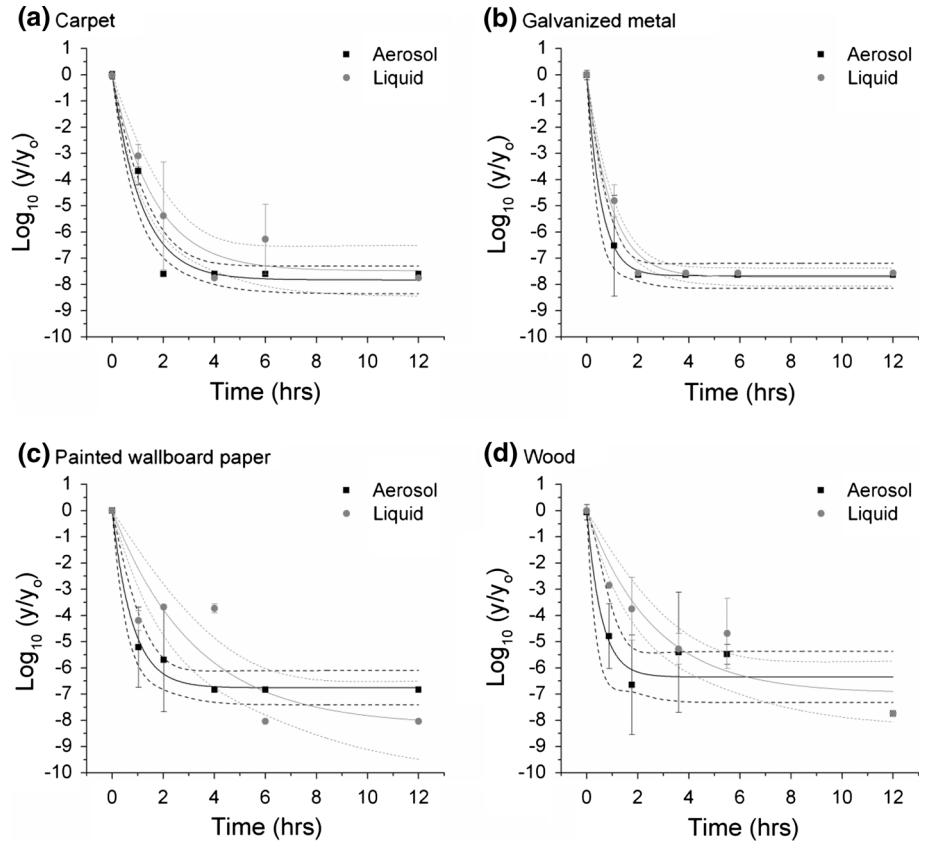 (a) Carpet
Aerosol
Liquid
1
0
-1
-2
-3
-4
-5
-6
-7
-8
-9
-10
Log10 (y/yo)
0 2 4 6 8 10 12
Time (hrs)
(b) Galvanized metal
Aerosol
Liquid
1
0
-1
-2
-3
-4
-5
-6
-7
-8
-9
-10
Log10 (y/yo)
0 2 4 6 8 10 12
Time (hrs)
(c) Painted wallboard paper
Aerosol
Liquid
1
0
-1
-2
-3
-4
-5
-6
-7
-8
-9
-10
Log10 (y/yo)
0 2 4 6 8 10 12
Time (hrs)
(d) Wood
Aerosol
Liquid
1
0
-1
-2
-3
-4
-5
-6
-7
-8
-9
-10
Log10 (y/yo)
0 2 4 6 8 10 12
Time (hrs)